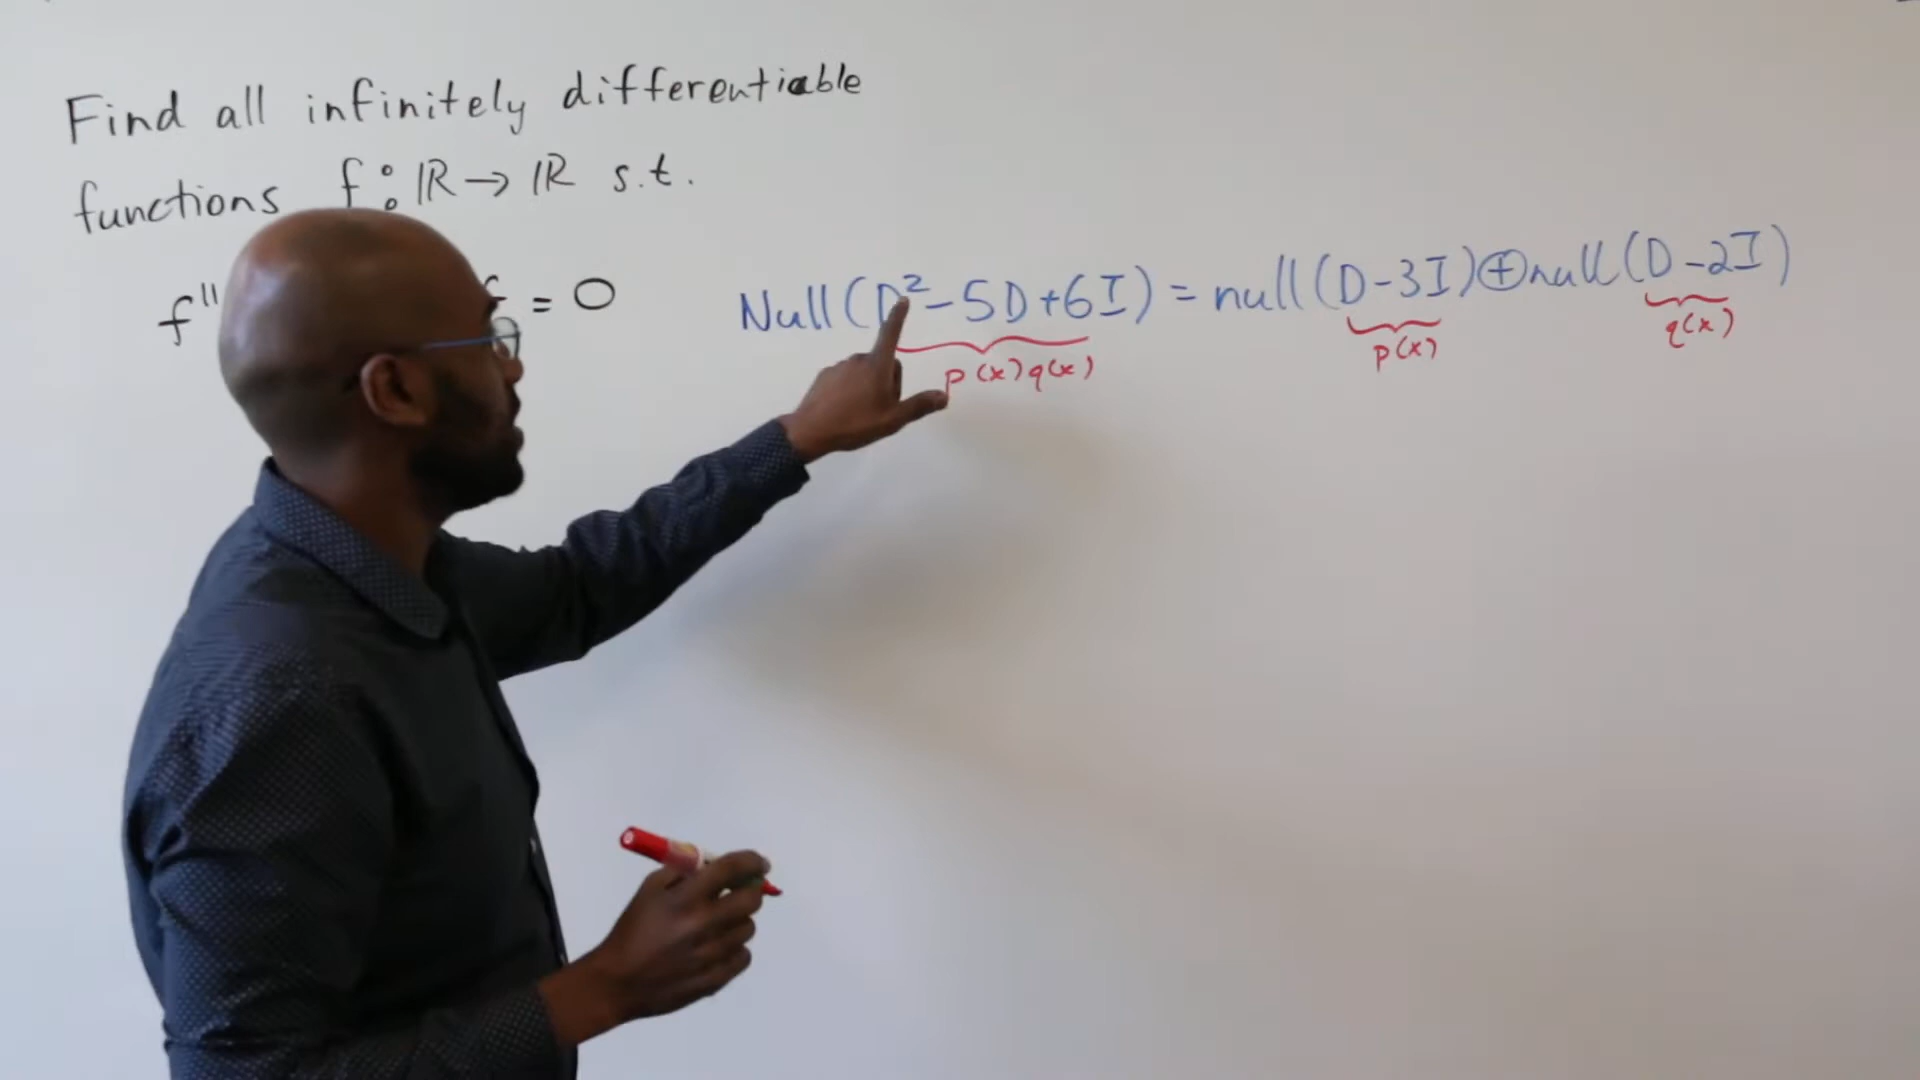 Find all infinitely differentiable
functions f: ℝ → ℝ s.t.
f'' = 0
Null(D²-5D+6I) = null(D-3I)⊕null(D-2I)
p(x)q(x) p(x) q(x)